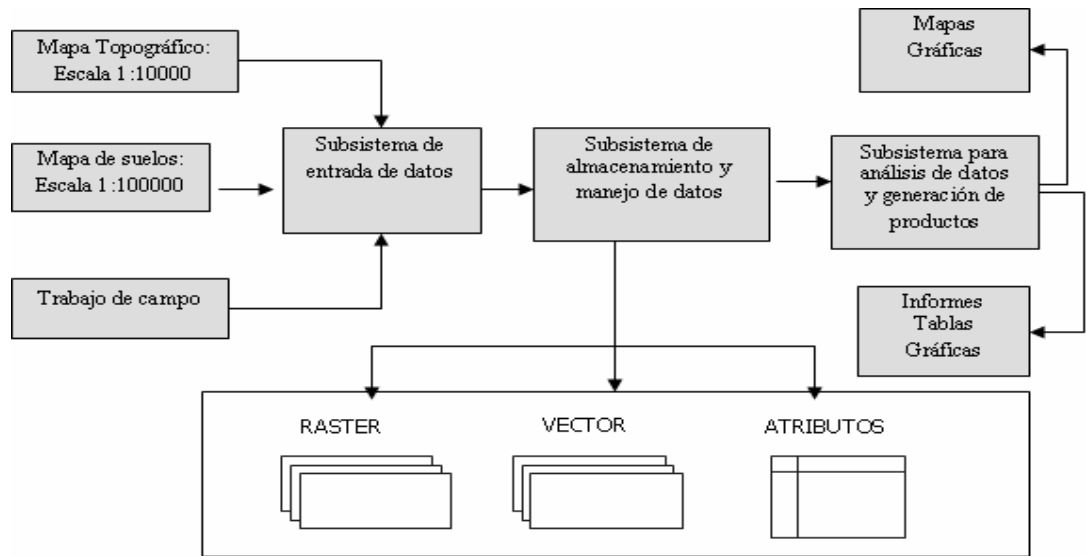 Mapa Topográfico:
Escala 1:10000
Mapas
Gráficas
Mapa de suelos:
Escala 1:100000
Subsistema de
entrada de datos
Subsistema de
almacenamiento y
manejo de datos
Subsistema para
análisis de datos
y generación de
productos
Trabajo de campo
Informes
Tablas
Gráficas
RASTER
VECTOR
ATRIBUTOS